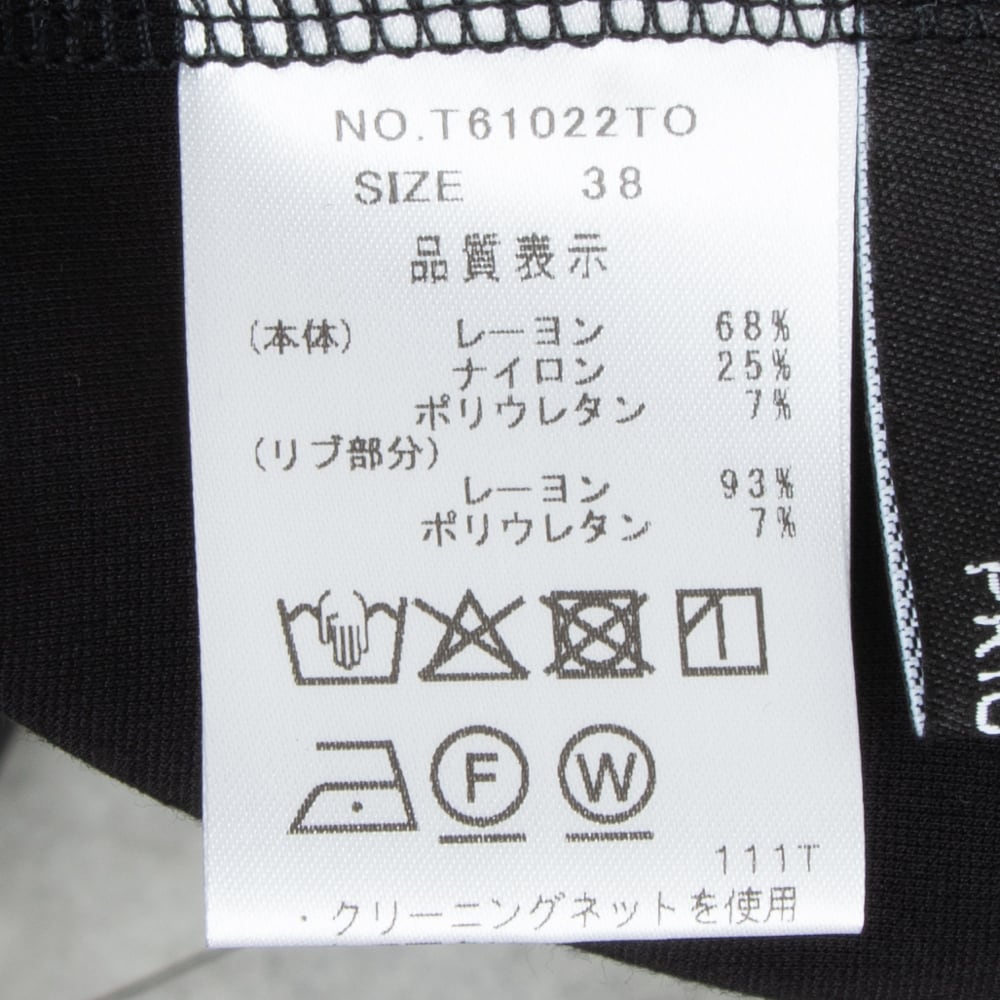 NO.T61022TO
SIZE 38
品質表示
(本体) レーヨン 68%
ナイロン 25%
ポリウレタン 7%
(リブ部分)
レーヨン 93%
ポリウレタン 7%
F W
111T
・クリーニングネットを使用